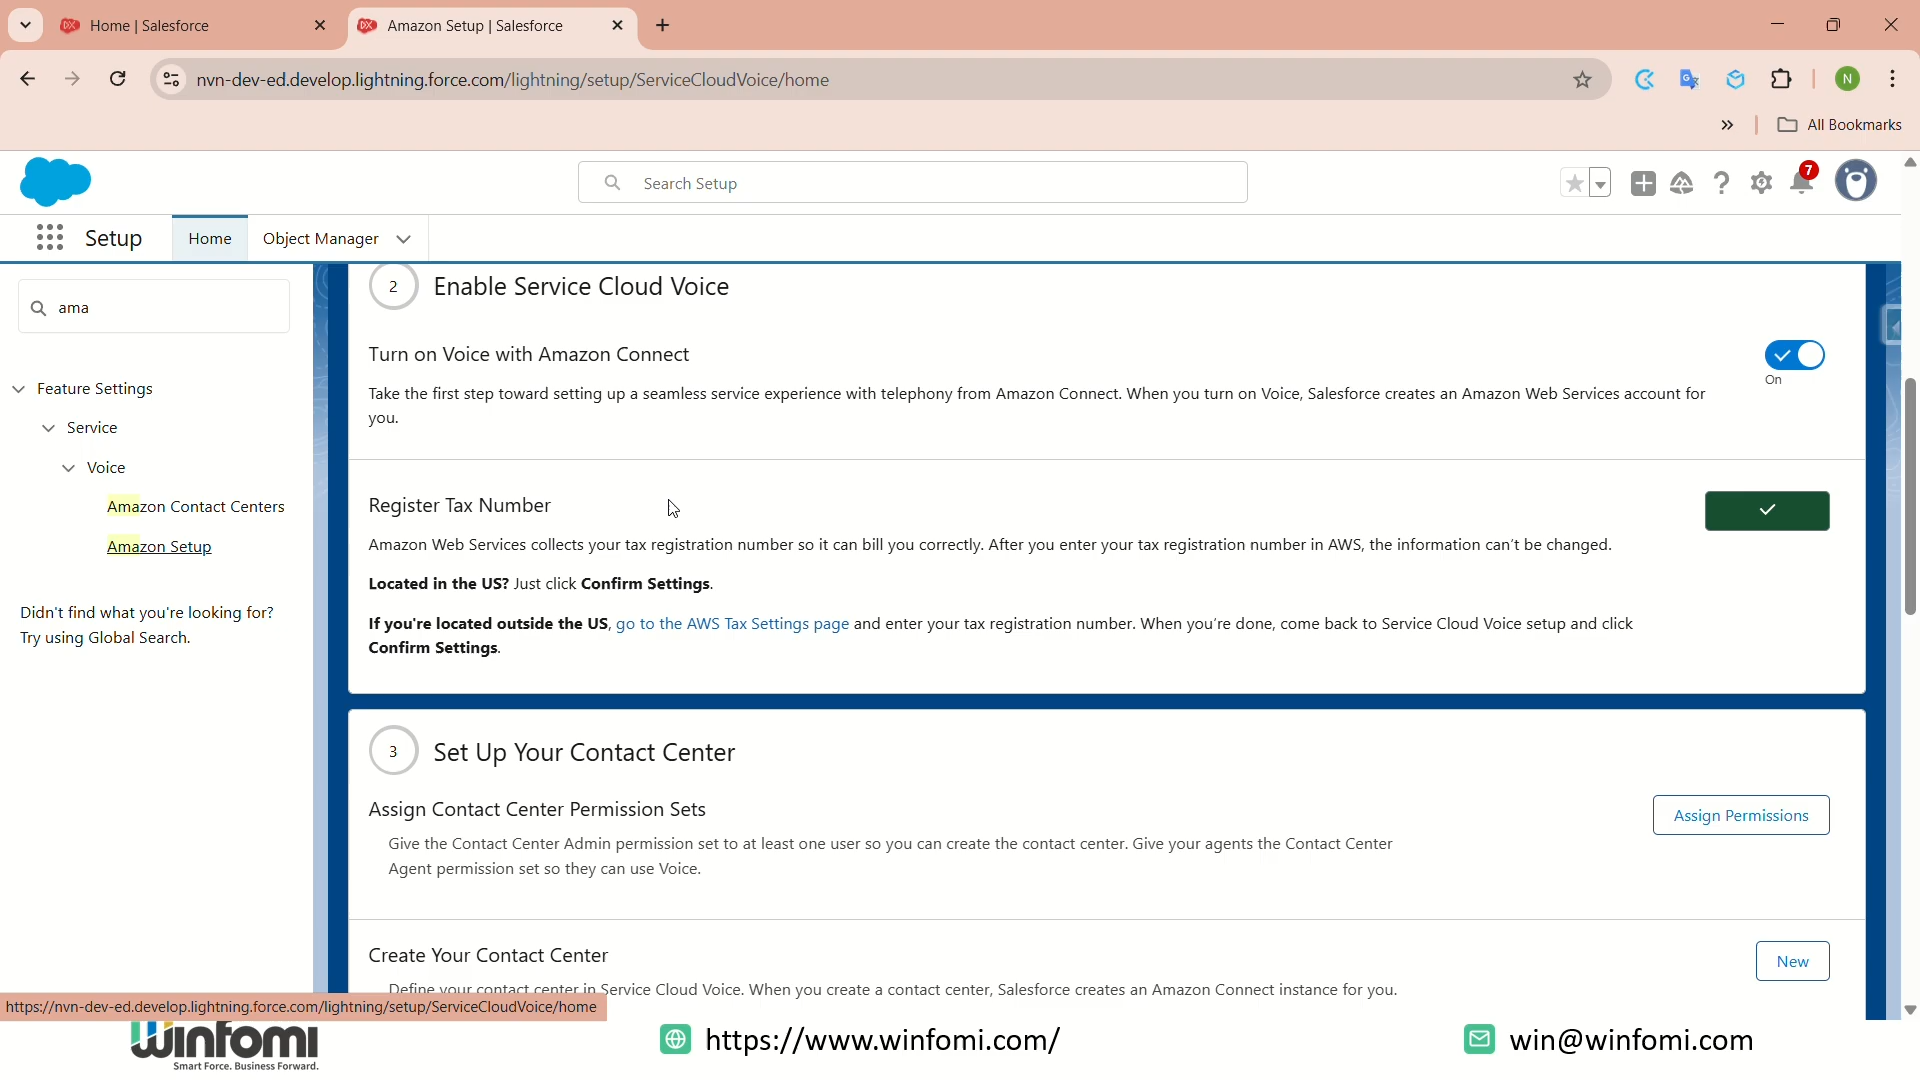 Home | Salesforce
Amazon Setup | Salesforce
nvn-dev-ed.develop.lightning.force.com/lightning/setup/ServiceCloudVoice/home
N
All Bookmarks
Search Setup
7
Setup
Home
Object Manager
ama
Feature Settings
Service
Voice
Amazon Contact Centers
Amazon Setup
Didn't find what you're looking for?
Try using Global Search.
2
Enable Service Cloud Voice
Turn on Voice with Amazon Connect
On
Take the first step toward setting up a seamless service experience with telephony from Amazon Connect. When you turn on Voice, Salesforce creates an Amazon Web Services account for
you.
Register Tax Number
Amazon Web Services collects your tax registration number so it can bill you correctly. After you enter your tax registration number in AWS, the information can't be changed.
Located in the US? Just click Confirm Settings.
If you're located outside the US, go to the AWS Tax Settings page and enter your tax registration number. When you're done, come back to Service Cloud Voice setup and click
Confirm Settings.
3
Set Up Your Contact Center
Assign Contact Center Permission Sets
Assign Permissions
Give the Contact Center Admin permission set to at least one user so you can create the contact center. Give your agents the Contact Center
Agent permission set so they can use Voice.
Create Your Contact Center
New
Define your contact center in Service Cloud Voice. When you create a contact center, Salesforce creates an Amazon Connect instance for you.
https://nvn-dev-ed.develop.lightning.force.com/lightning/setup/ServiceCloudVoice/home
winfomi
Smart Force. Business Forward.
https://www.winfomi.com/
win@winfomi.com